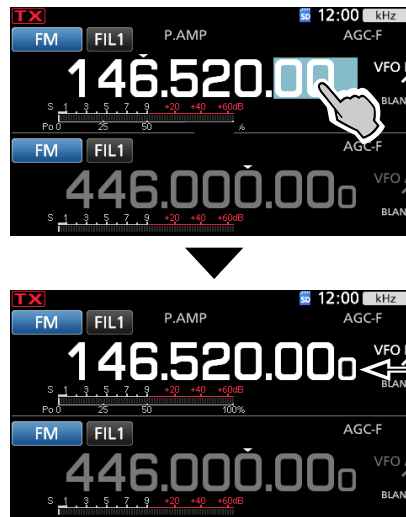 TX 12:00 kHz
FM FIL1 P.AMP AGC-F
146.520.00 VFO
S 1 3 5 7 9 +20 +40 +60dB BLAN
Po 0 25 50 %
FM FIL1 AGC-F
446.000.000 VFO
S 1 3 5 7 9 +20 +40 +60dB BLAN
TX 12:00 kHz
FM FIL1 P.AMP AGC-F
146.520.000 VFO
S 1 3 5 7 9 +20 +40 +60dB BLAN
Po 0 25 50 100%
FM FIL1 AGC-F
446.000.000 VFO
S 1 3 5 7 9 +20 +40 +60dB BLAN